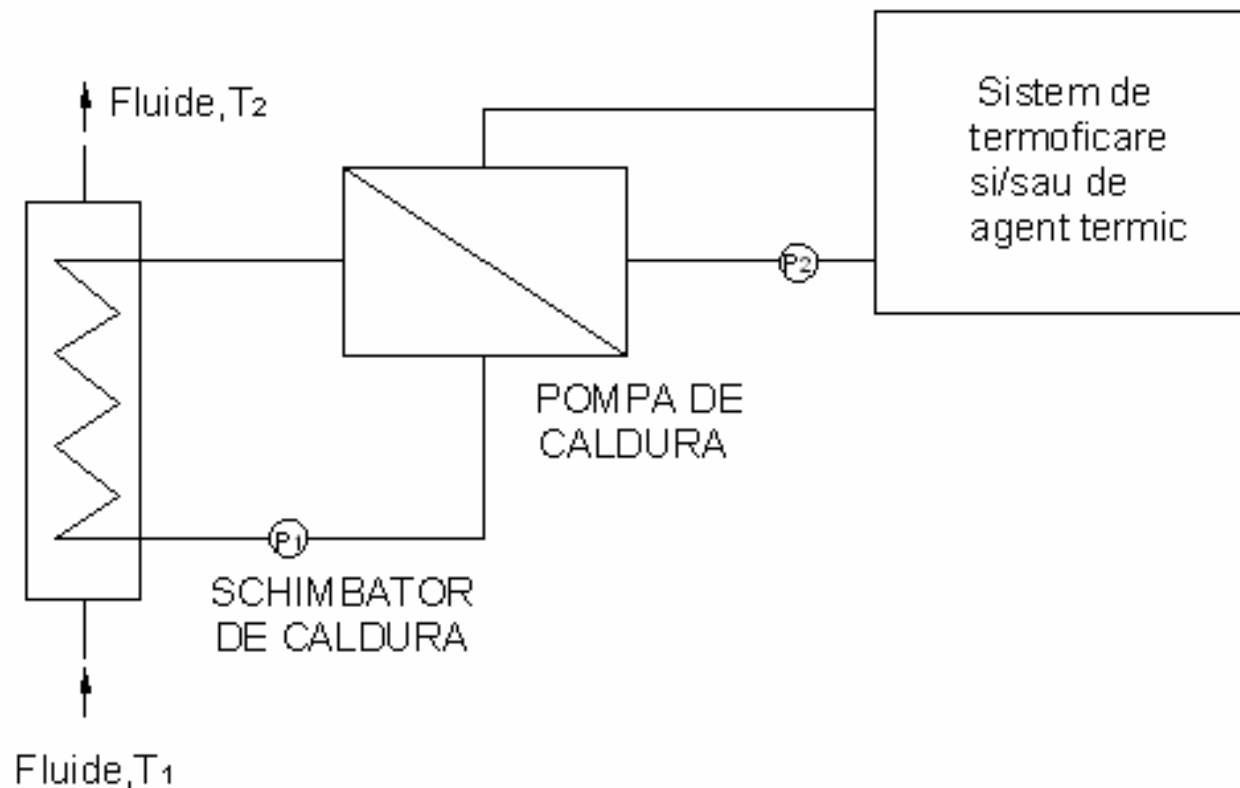 Fluide,T2
Sistem de
termoficare
si/sau de
agent termic
P2
POMPA DE
CALDURA
P1
SCHIMBATOR
DE CALDURA
Fluide,T1